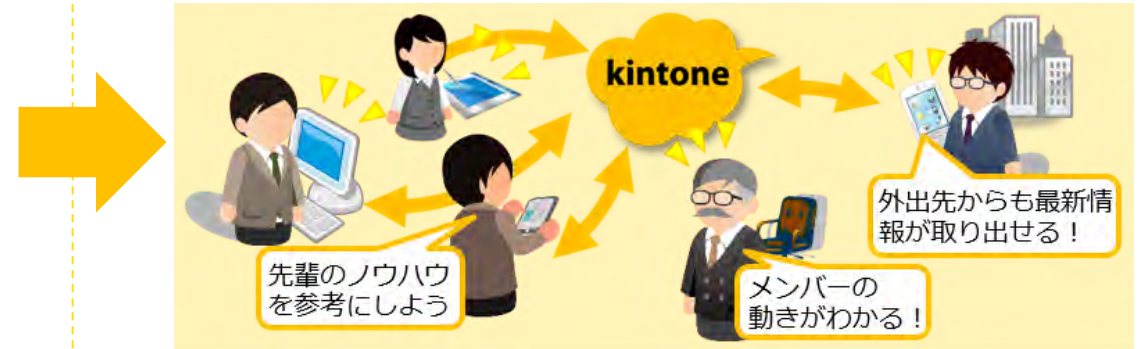 kintone
外出先からも最新情
報が取り出せる！
先輩のノウハウ
を参考にしよう
メンバーの
動きがわかる！